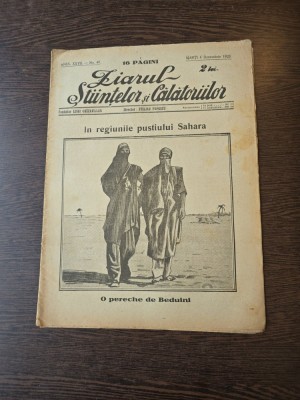 16 PAGINI
Ziarul
2 lei
Științelor și Călătoriilor
In regiunile pustiului Sahara
O pereche de Beduini